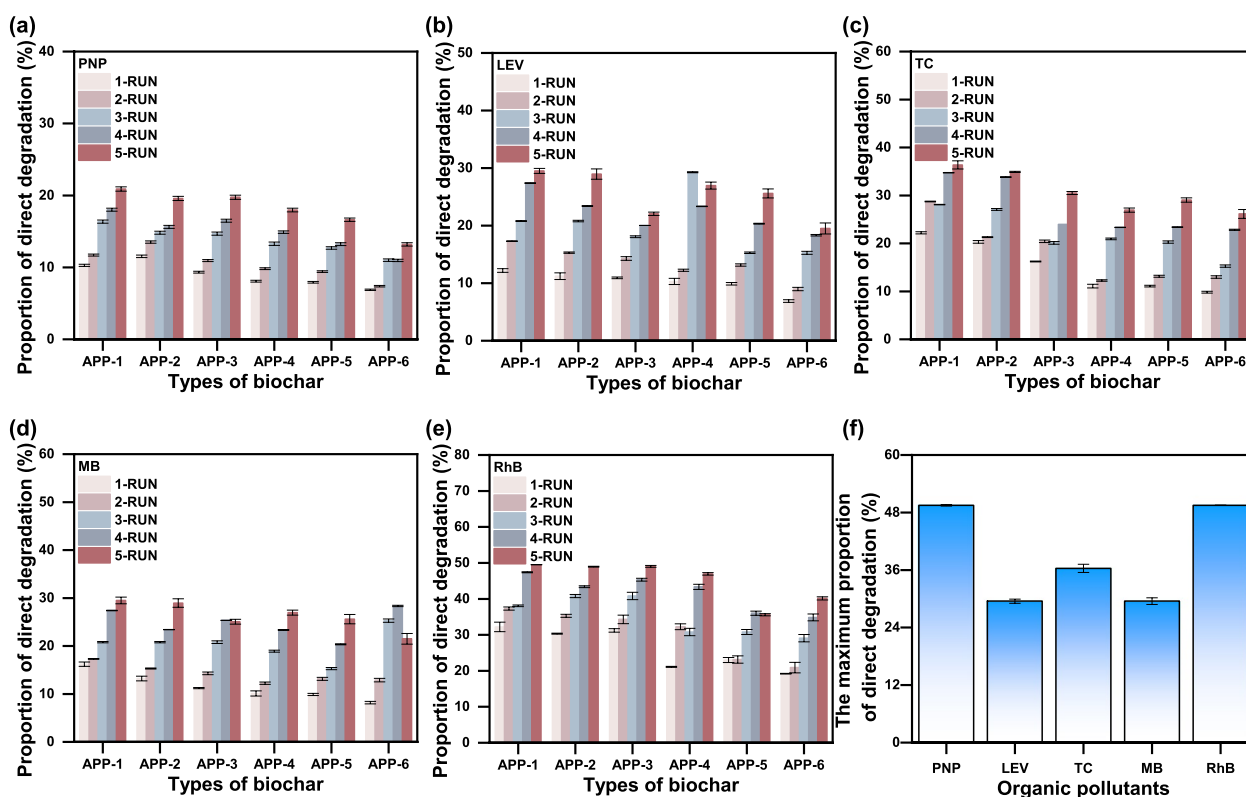 (a)
Proportion of direct degradation (%)
40
30
20
10
0
PNP
1-RUN
2-RUN
3-RUN
4-RUN
5-RUN
APP-1 APP-2 APP-3 APP-4 APP-5 APP-6
Types of biochar
(b)
Proportion of direct degradation (%)
50
40
30
20
10
0
LEV
1-RUN
2-RUN
3-RUN
4-RUN
5-RUN
APP-1 APP-2 APP-3 APP-4 APP-5 APP-6
Types of biochar
(c)
Proportion of direct degradation (%)
60
50
40
30
20
10
0
TC
1-RUN
2-RUN
3-RUN
4-RUN
5-RUN
APP-1 APP-2 APP-3 APP-4 APP-5 APP-6
Types of biochar
(d)
Proportion of direct degradation (%)
60
50
40
30
20
10
0
MB
1-RUN
2-RUN
3-RUN
4-RUN
5-RUN
APP-1 APP-2 APP-3 APP-4 APP-5 APP-6
Types of biochar
(e)
Proportion of direct degradation (%)
80
70
60
50
40
30
20
10
0
RhB
1-RUN
2-RUN
3-RUN
4-RUN
5-RUN
APP-1 APP-2 APP-3 APP-4 APP-5 APP-6
Types of biochar
(f)
The maximum proportion
of direct degradation (%)
60
48
36
24
12
0
PNP LEV TC MB RhB
Organic pollutants